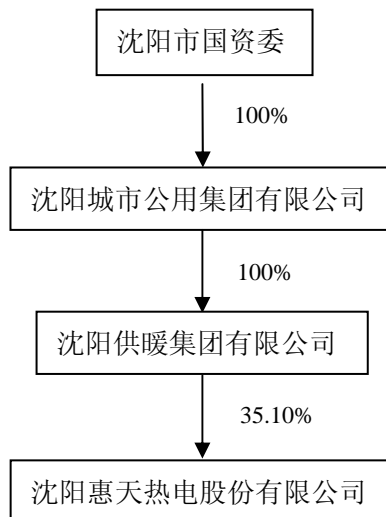 沈阳市国资委
100%
沈阳城市公用集团有限公司
100%
沈阳供暖集团有限公司
35.10%
沈阳惠天热电股份有限公司